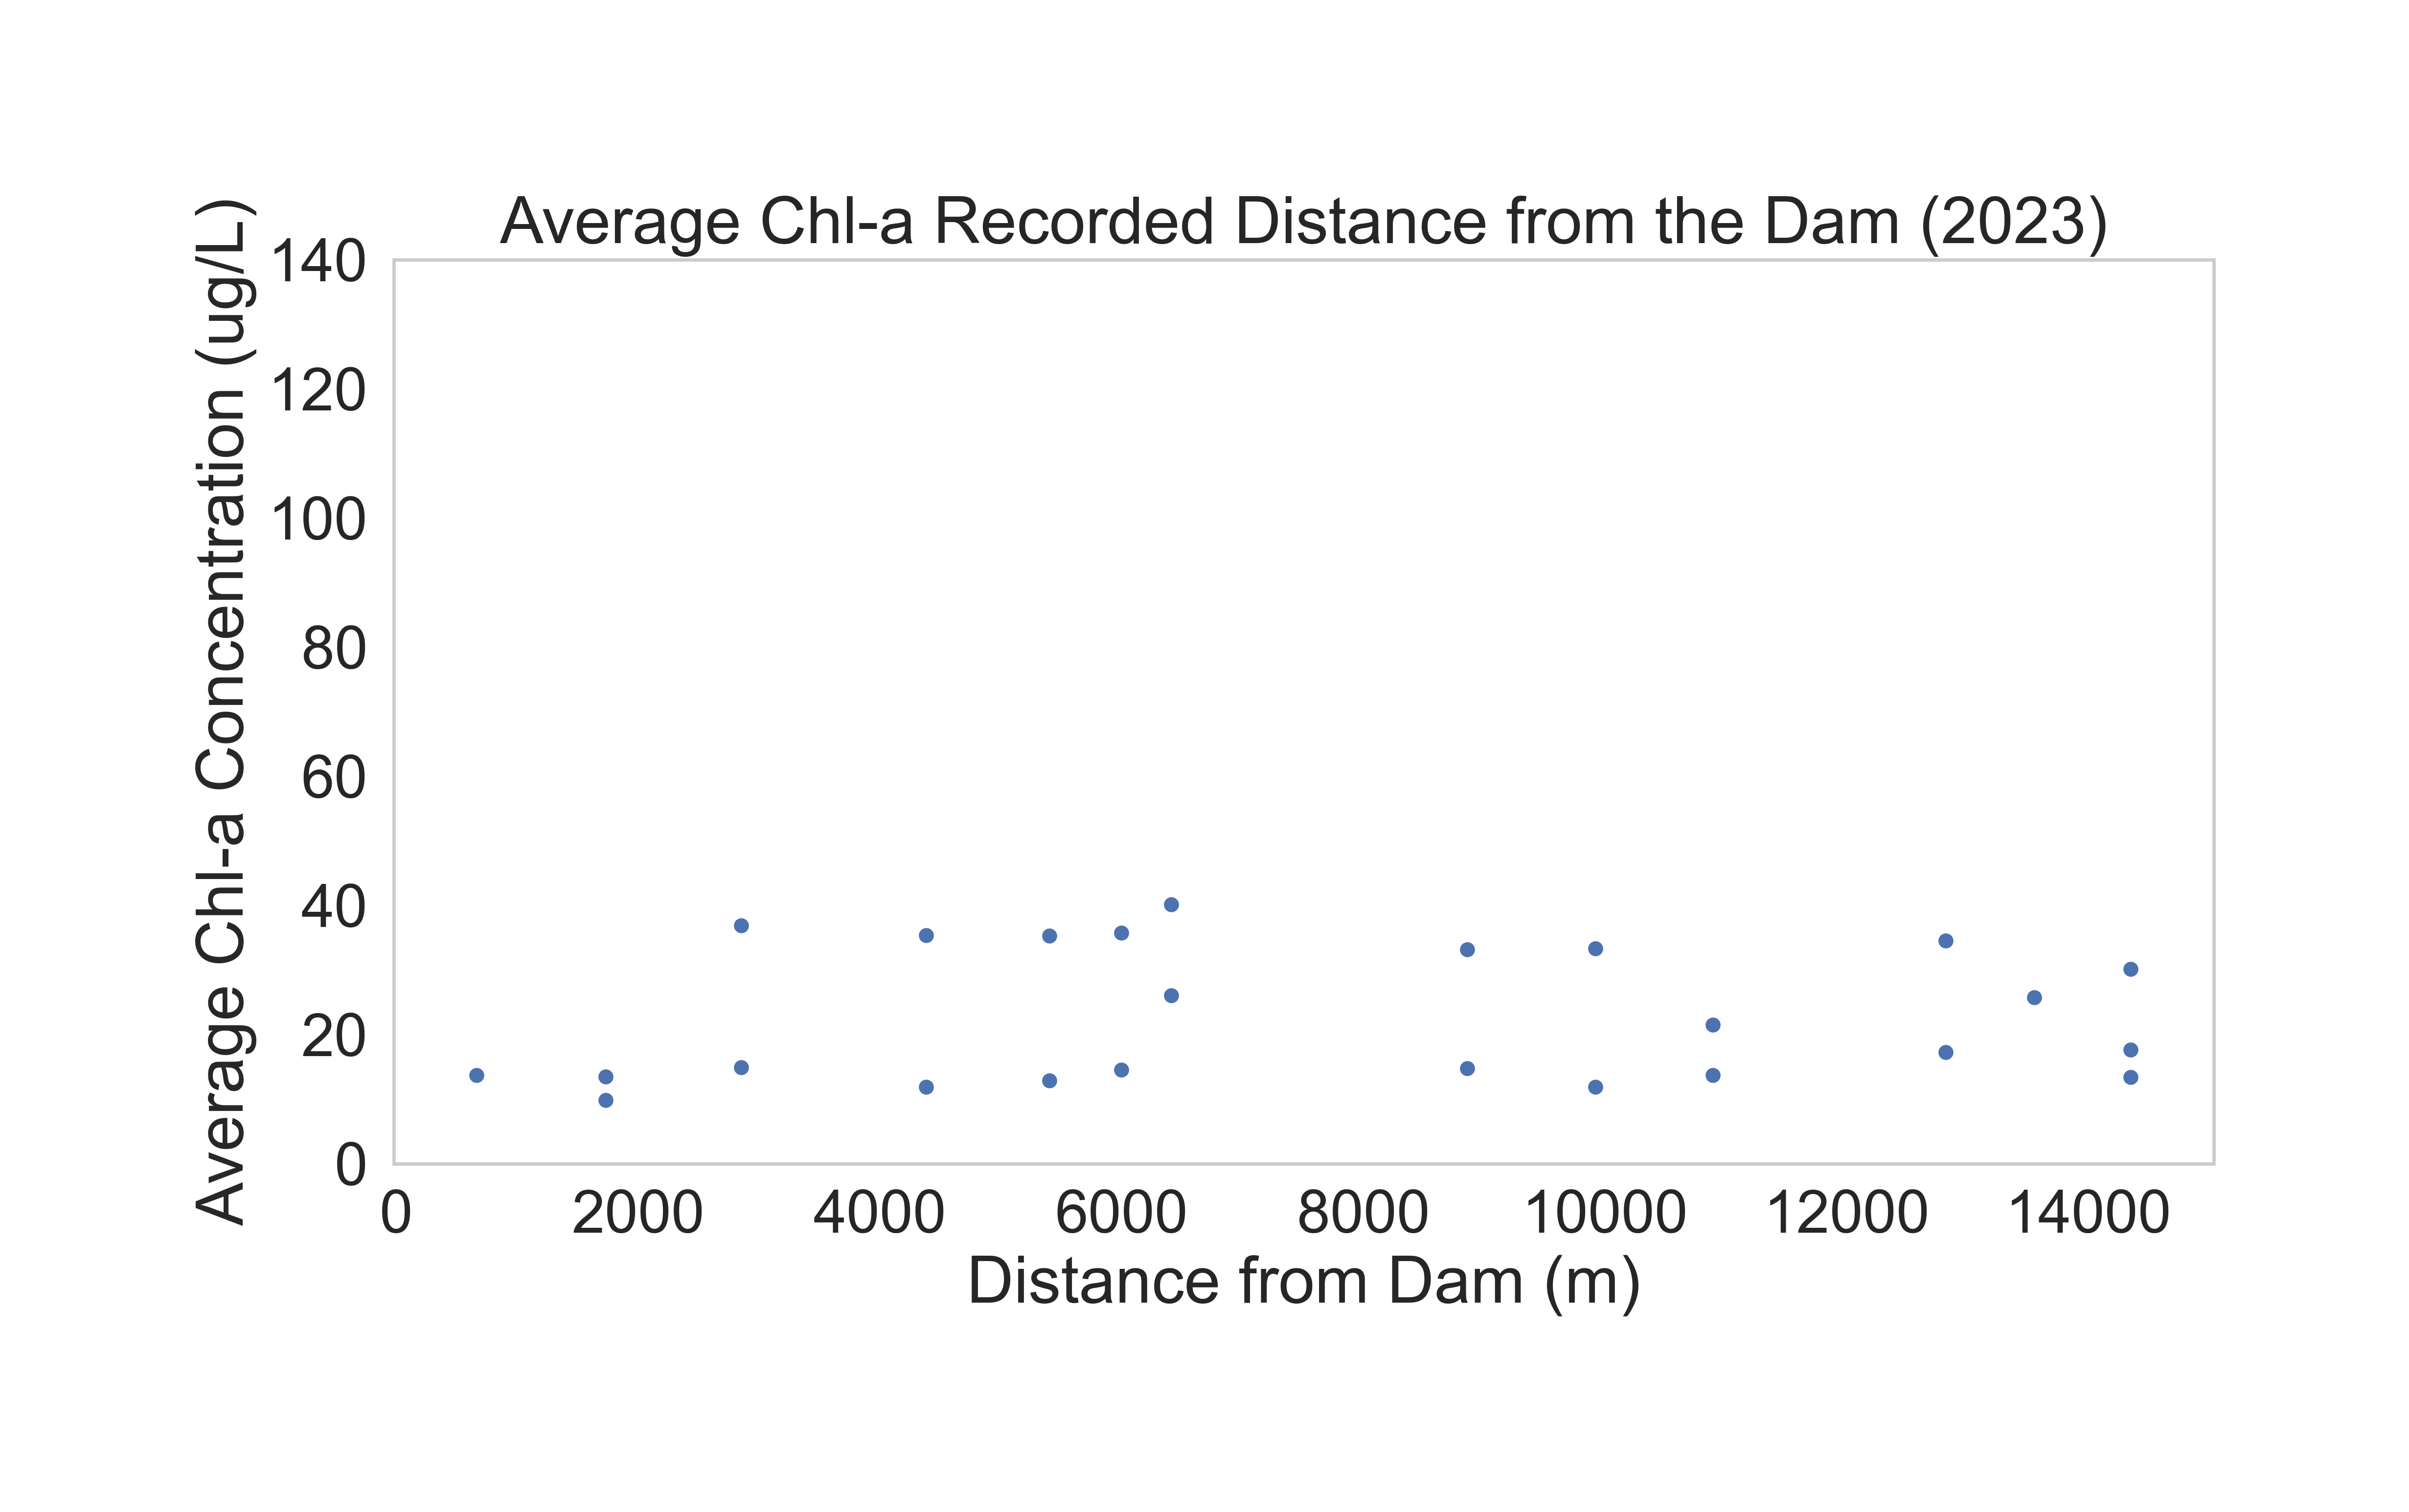 Average Chl-a Recorded Distance from the Dam (2023)
Average Chl-a Concentration (ug/L)
140
120
100
80
60
40
20
0
0 2000 4000 6000 8000 10000 12000 14000
Distance from Dam (m)